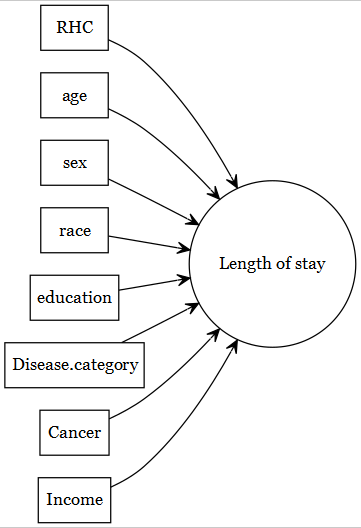 RHC
age
sex
race
education
Disease.category
Cancer
Income
Length of stay